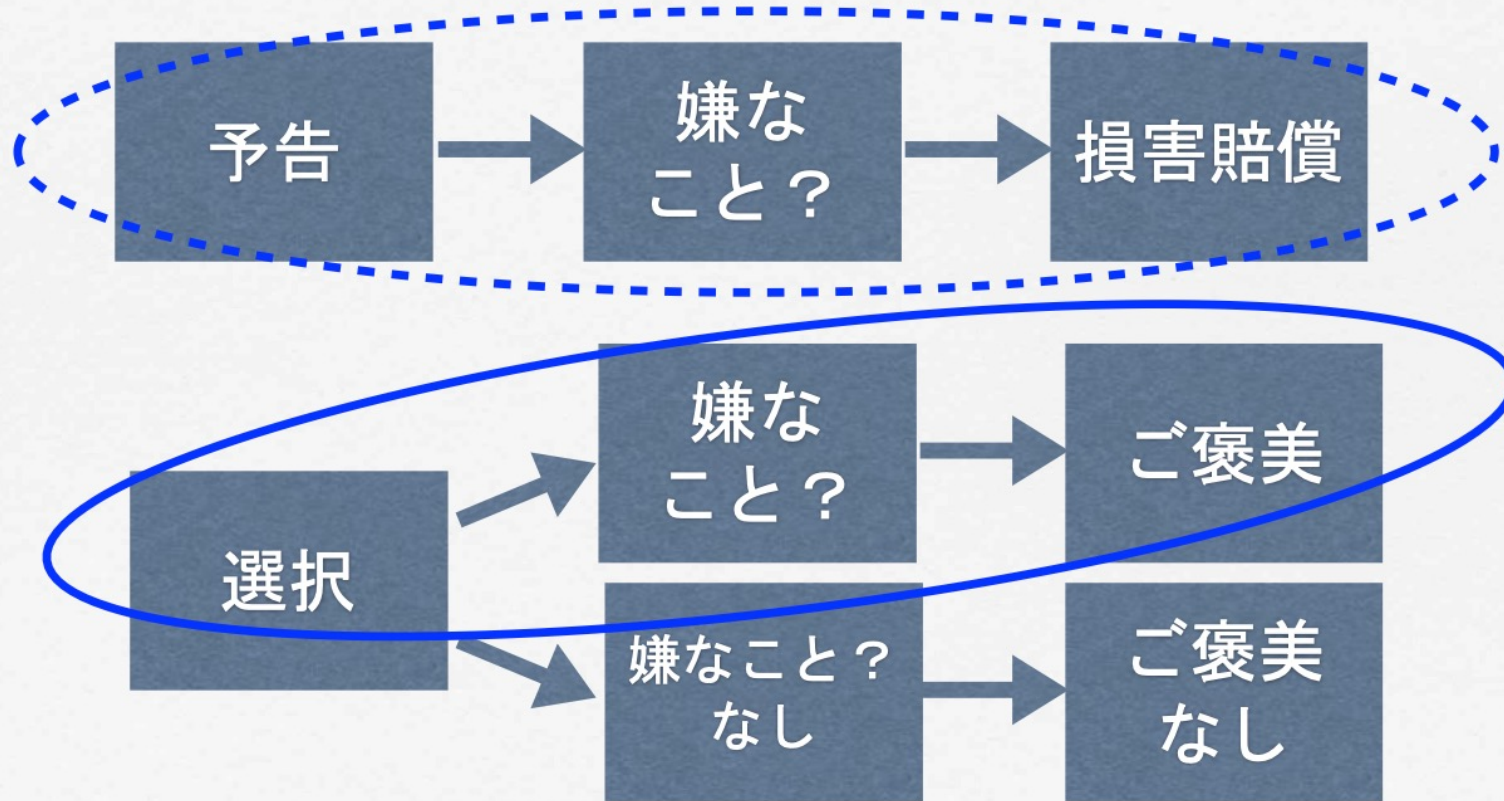 予告
嫌な
こと？
損害賠償
嫌な
こと？
ご褒美
選択
嫌なこと？
なし
ご褒美
なし